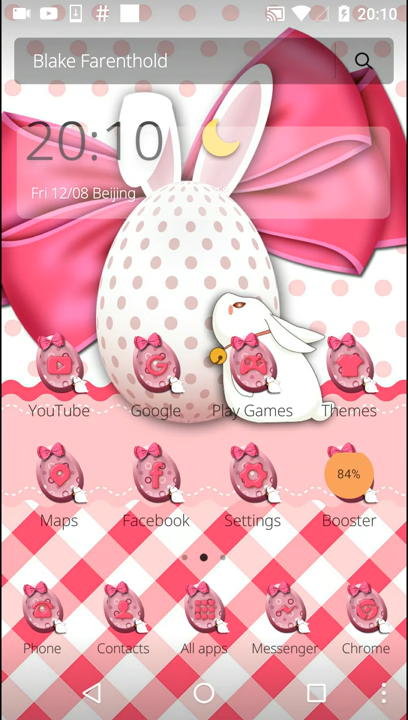 20:10
Blake Farenthold
20:10
Fri 12/08 Beijing
YouTube
Google
Play Games
Themes
Maps
Facebook
Settings
84%
Booster
Phone
Contacts
All apps
Messenger
Chrome